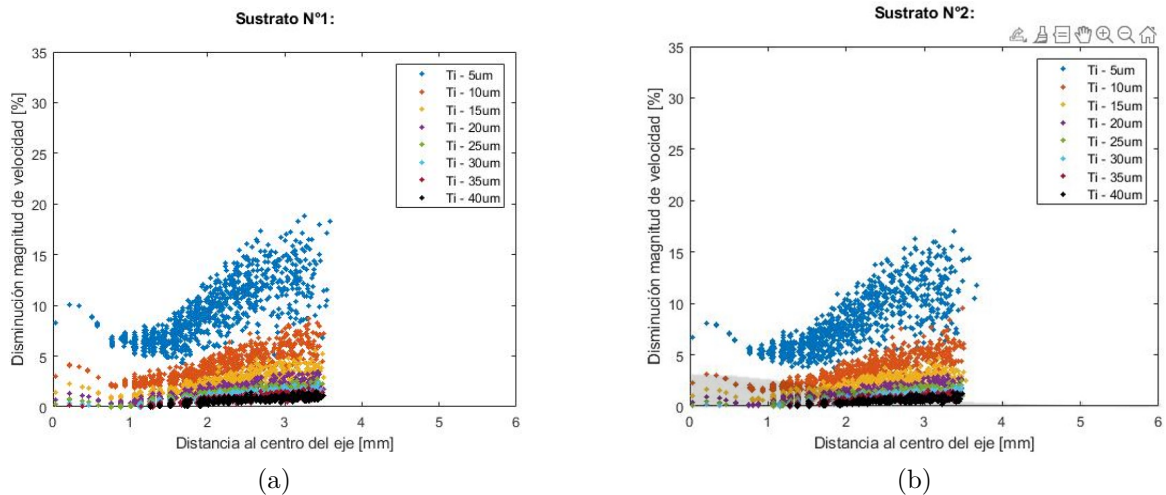 Sustrato N°1:
Disminución magnitud de velocidad [%]
35
30
25
20
15
10
5
0
Ti - 5um
Ti - 10um
Ti - 15um
Ti - 20um
Ti - 25um
Ti - 30um
Ti - 35um
Ti - 40um
0 1 2 3 4 5 6
Distancia al centro del eje [mm]
(a)
Sustrato N°2:
Disminución magnitud de velocidad [%]
35
30
25
20
15
10
5
0
Ti - 5um
Ti - 10um
Ti - 15um
Ti - 20um
Ti - 25um
Ti - 30um
Ti - 35um
Ti - 40um
0 1 2 3 4 5 6
Distancia al centro del eje [mm]
(b)